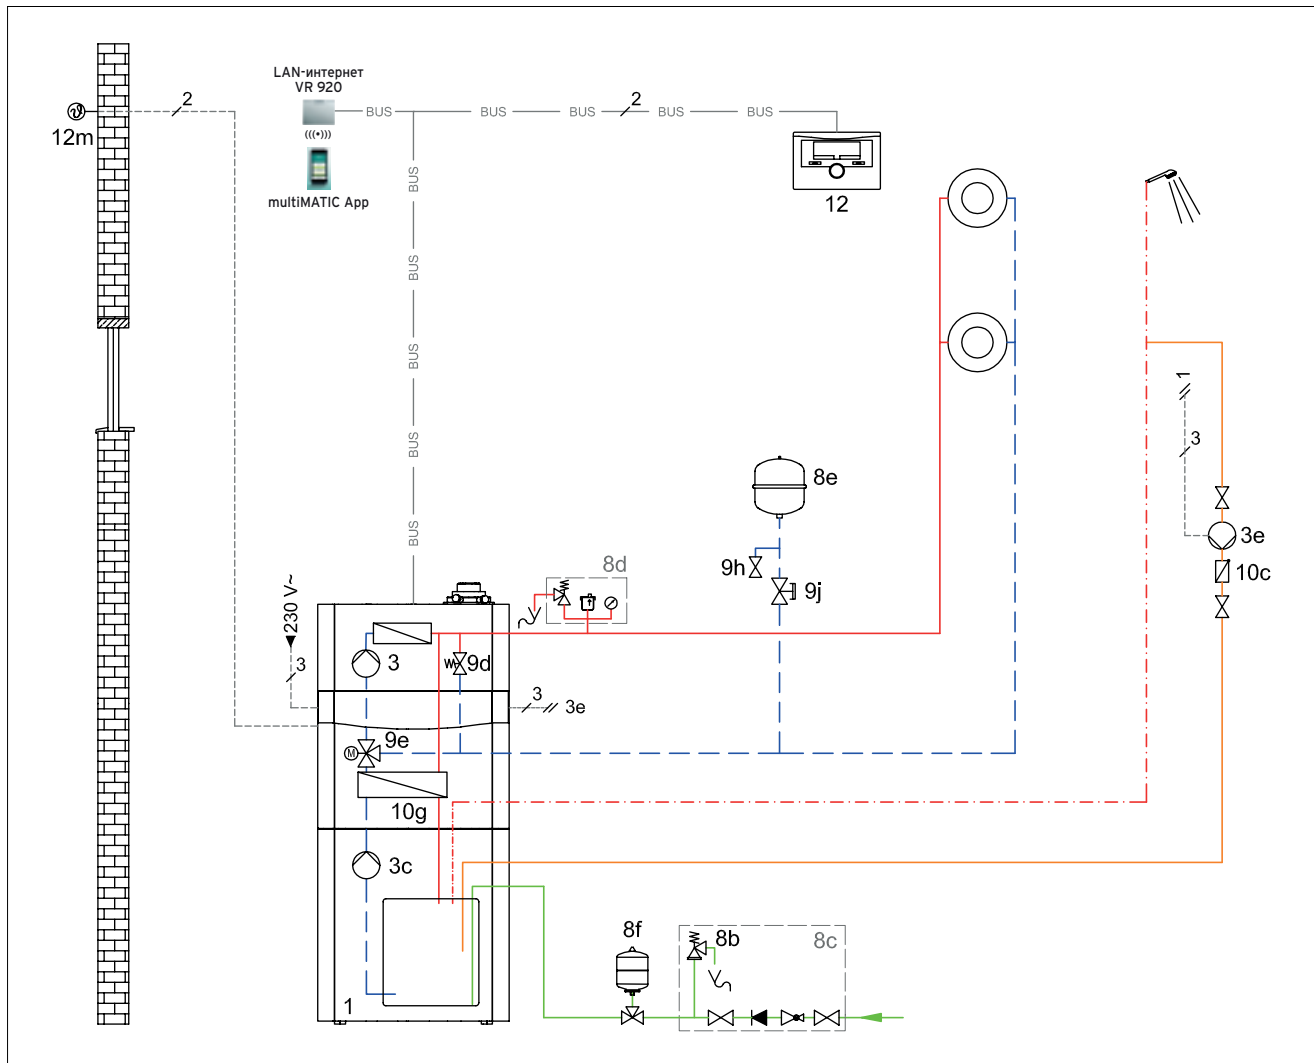 LAN-интернет
VR 920
2
BUS
BUS
BUS
2
BUS
BUS
12m
multiMATIC App
12
BUS
BUS
BUS
BUS
BUS
1
3
8e
3e
10c
9h
9j
8d
230 V~
3
3
9d
3
3e
9e
M
10g
3c
1
8f
8b
8c